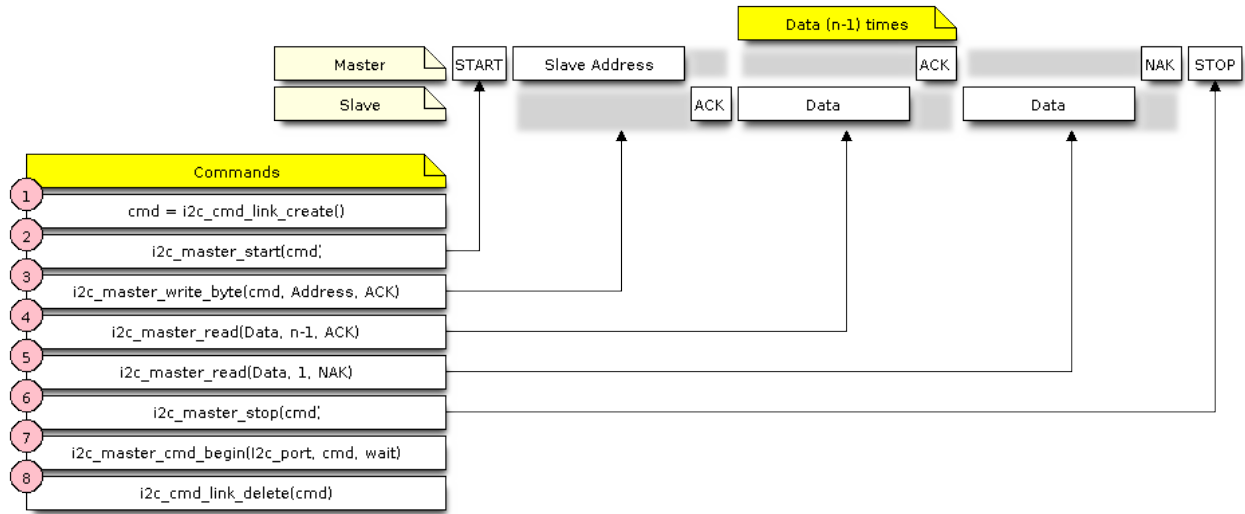 Data (n-1) times
Master START Slave Address ACK NAK STOP
Slave ACK Data Data
Commands
1
cmd = i2c_cmd_link_create()
2
i2c_master_start(cmd;
3
i2c_master_write_byte(cmd, Address, ACK)
4
i2c_master_read(Data, n-1, ACK)
5
i2c_master_read(Data, 1, NAK)
6
i2c_master_stop(cmd;
7
i2c_master_cmd_begin(I2c_port, cmd, wait)
8
i2c_cmd_link_delete(cmd)